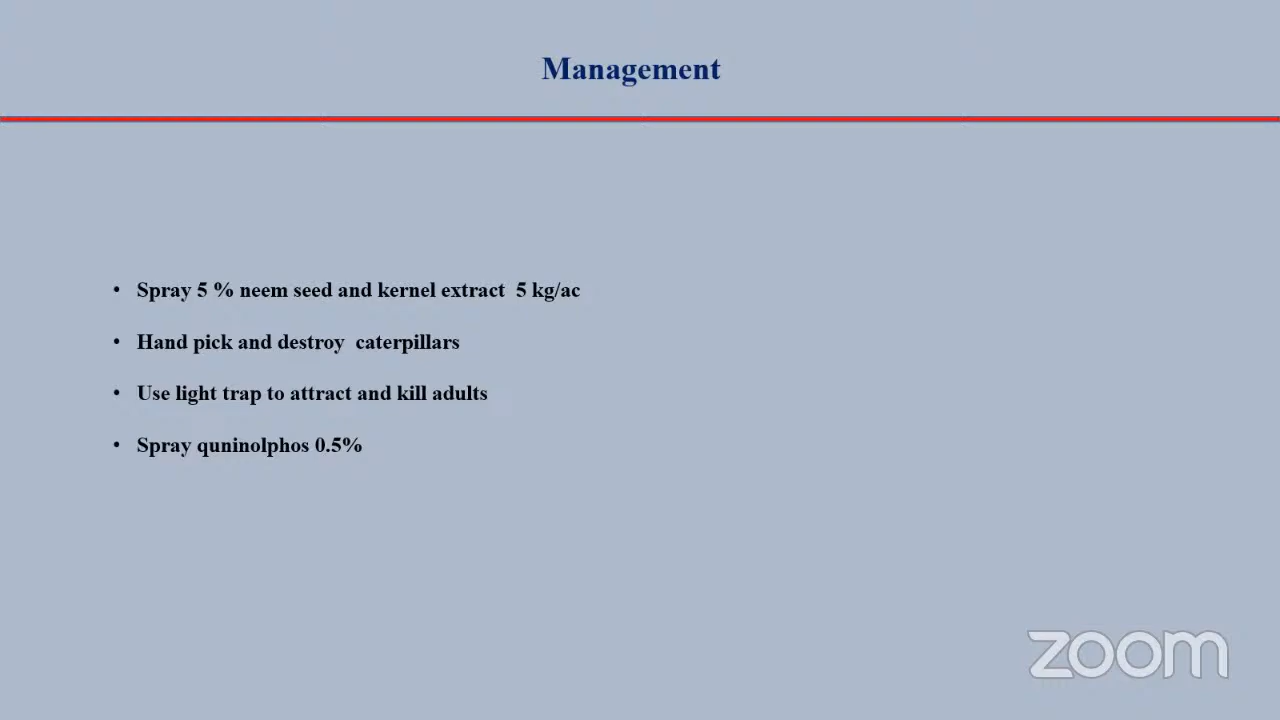 Management
• Spray 5 % neem seed and kernel extract  5 kg/ac
• Hand pick and destroy  caterpillars
• Use light trap to attract and kill adults
• Spray quninolphos 0.5%
zoom